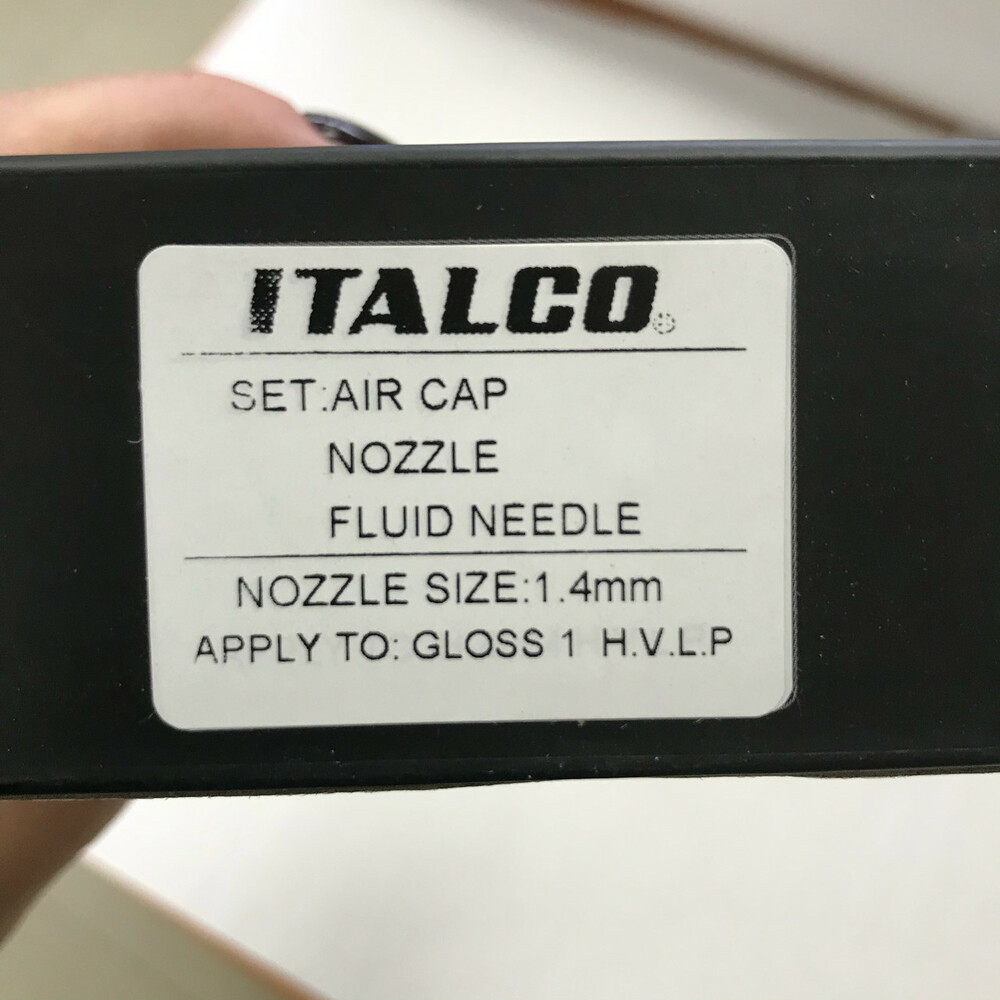 ITALCO®
SET:AIR CAP
NOZZLE
FLUID NEEDLE
NOZZLE SIZE:1.4mm
APPLY TO: GLOSS 1 H.V.L.P